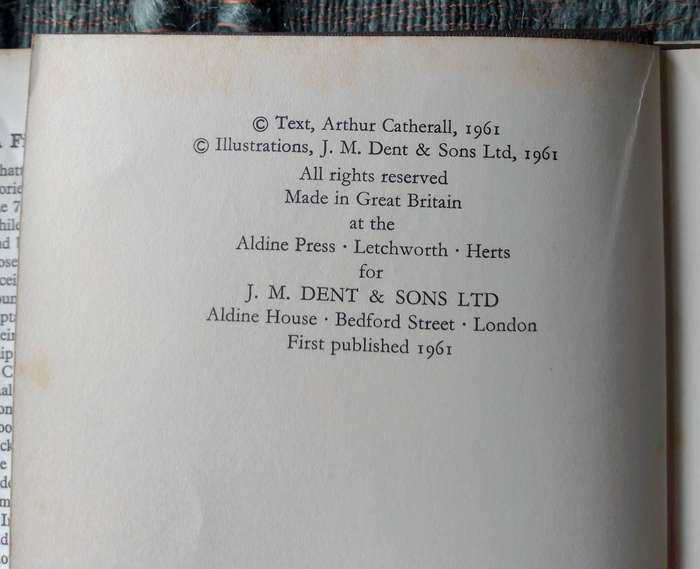 © Text, Arthur Catherall, 1961
© Illustrations, J. M. Dent & Sons Ltd, 1961
All rights reserved
Made in Great Britain
at the
Aldine Press · Letchworth · Herts
for
J. M. DENT & SONS LTD
Aldine House · Bedford Street · London
First published 1961